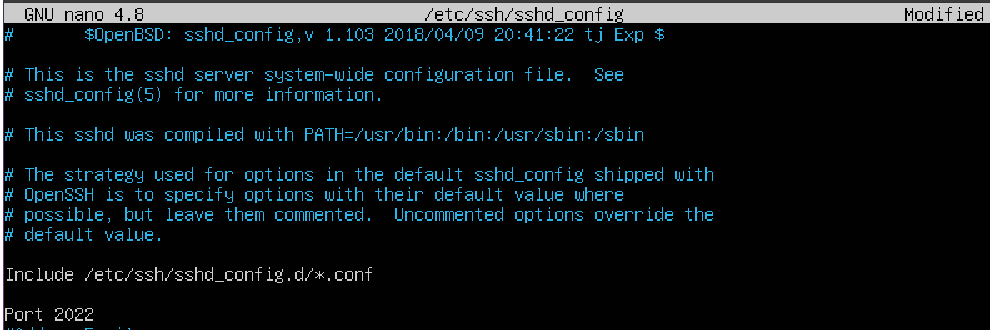 GNU nano 4.8 /etc/ssh/sshd_config Modified
# $OpenBSD: sshd_config,v 1.103 2018/04/09 20:41:22 tj Exp $
# This is the sshd server system-wide configuration file. See
# sshd_config(5) for more information.
# This sshd was compiled with PATH=/usr/bin:/bin:/usr/sbin:/sbin
# The strategy used for options in the default sshd_config shipped with
# OpenSSH is to specify options with their default value where
# possible, but leave them commented. Uncommented options override the
# default value.
Include /etc/ssh/sshd_config.d/*.conf
Port 2022